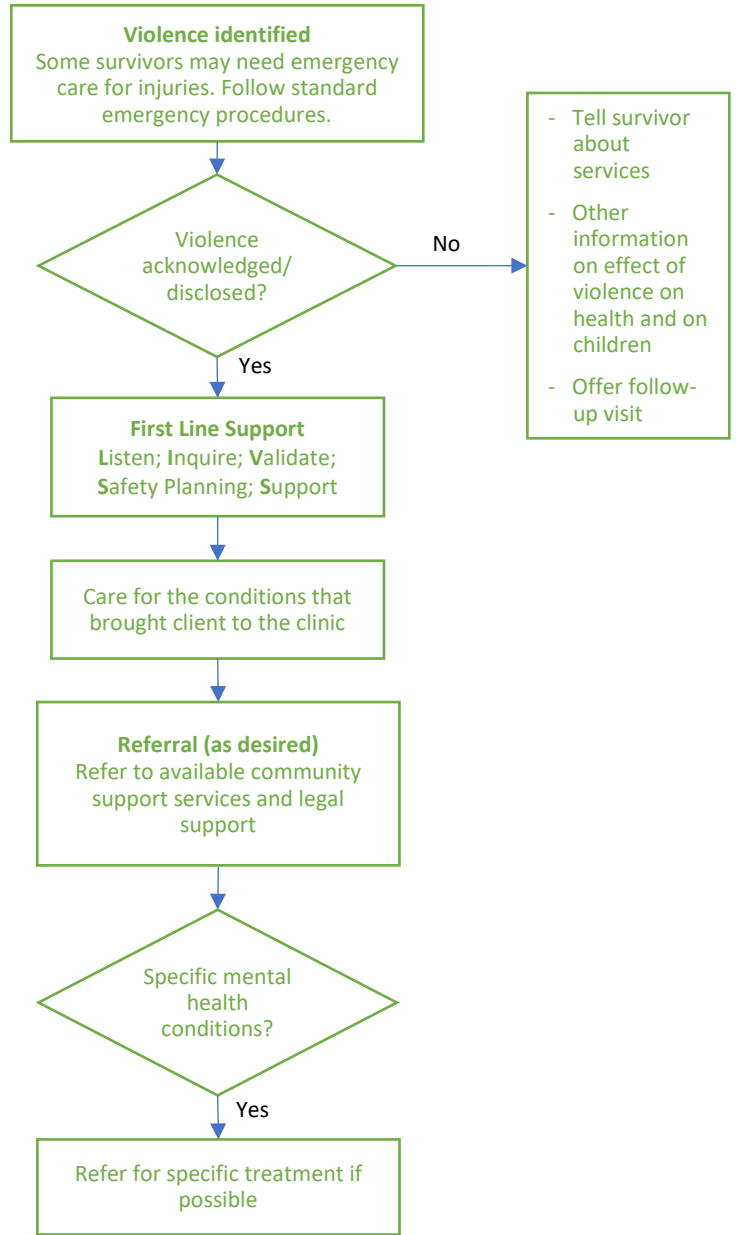 Violence identified
Some survivors may need emergency
care for injuries. Follow standard
emergency procedures.
Violence
acknowledged/
disclosed?
No
- Tell survivor
about
services
- Other
information
on effect of
violence on
health and on
children
- Offer follow-
up visit
Yes
First Line Support
Listen; Inquire; Validate;
Safety Planning; Support
Care for the conditions that
brought client to the clinic
Referral (as desired)
Refer to available community
support services and legal
support
Specific mental
health
conditions?
Yes
Refer for specific treatment if
possible